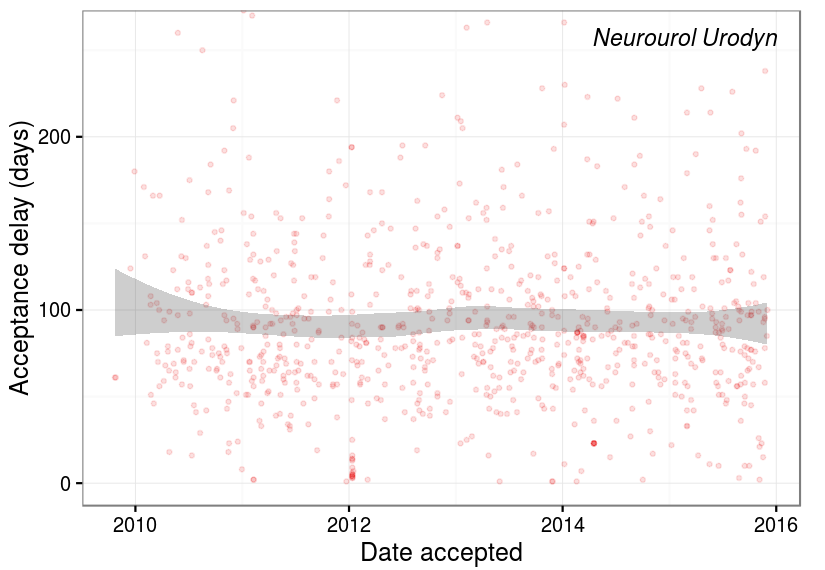 Neurourol Urodyn
Acceptance delay (days)
200
100
0
2010 2012 2014 2016
Date accepted